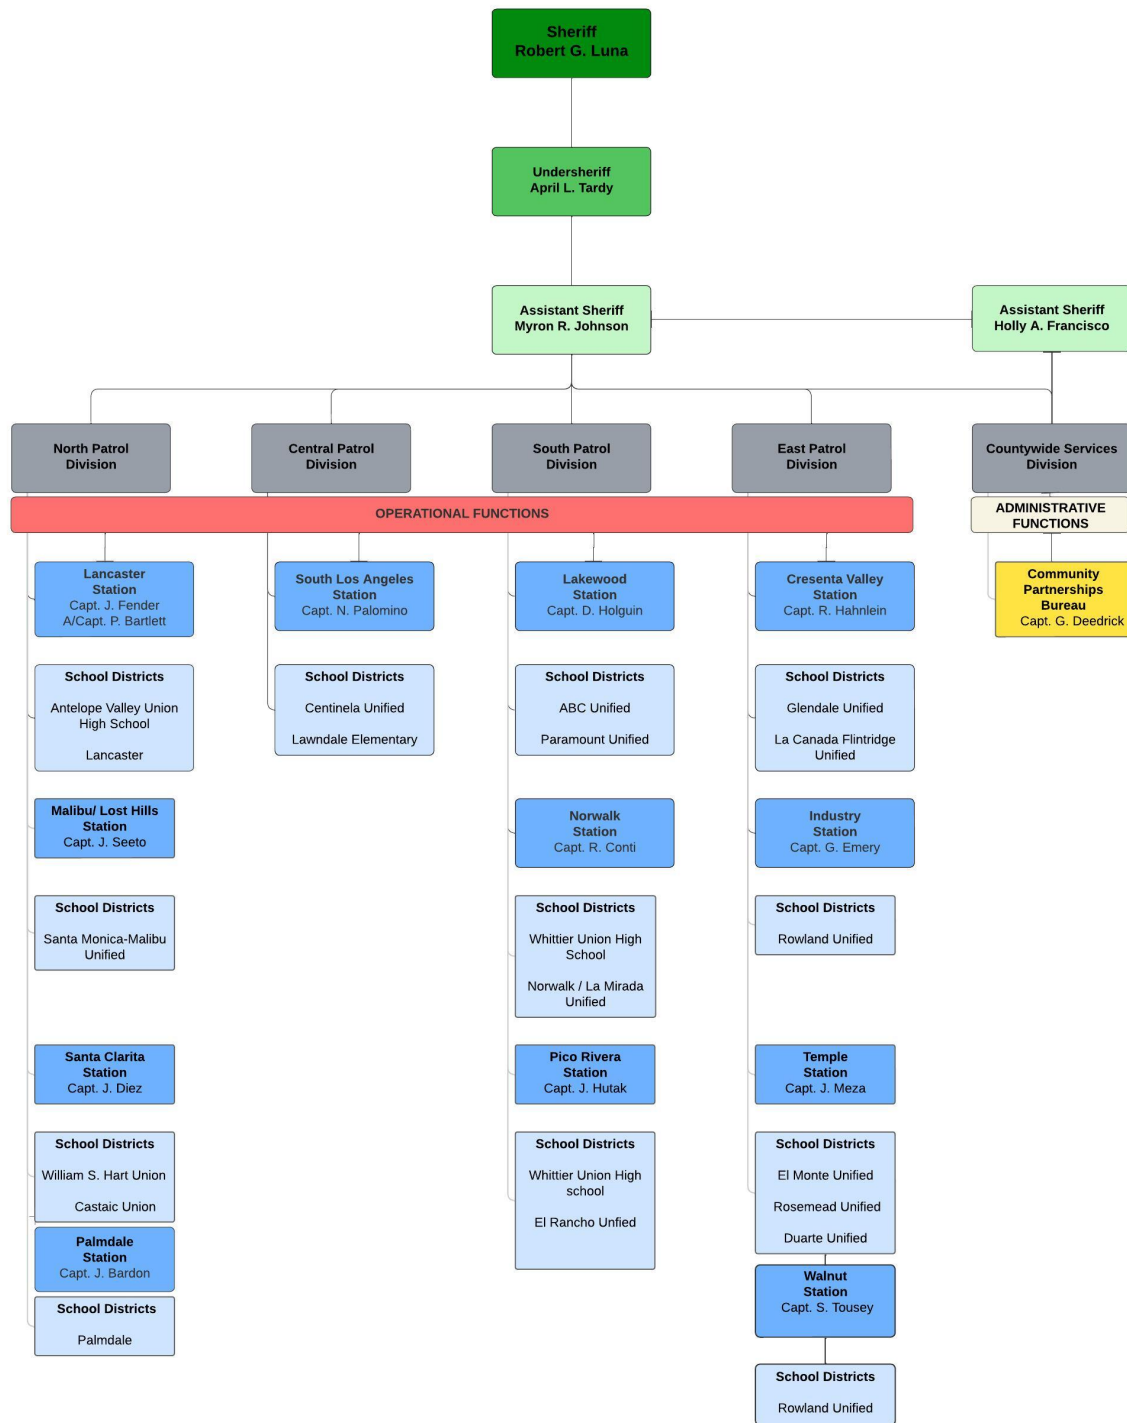 Sheriff
Robert G. Luna
Undersheriff
April L. Tardy
Assistant Sheriff
Myron R. Johnson
Assistant Sheriff
Holly A. Francisco
North Patrol
Division
Central Patrol
Division
South Patrol
Division
East Patrol
Division
Countywide Services
Division
OPERATIONAL FUNCTIONS
ADMINISTRATIVE
FUNCTIONS
Lancaster
Station
Capt. J. Fender
A/Capt. P. Bartlett
School Districts
Antelope Valley Union
High School
Lancaster
Malibu/ Lost Hills
Station
Capt. J. Seeto
School Districts
Santa Monica-Malibu
Unified
Santa Clarita
Station
Capt. J. Diez
School Districts
William S. Hart Union
Castaic Union
Palmdale
Station
Capt. J. Bardon
School Districts
Palmdale
South Los Angeles
Station
Capt. N. Palomino
School Districts
Centinela Unified
Lawndale Elementary
Lakewood
Station
Capt. D. Holguin
School Districts
ABC Unified
Paramount Unified
Norwalk
Station
Capt. R. Conti
School Districts
Whittier Union High
School
Norwalk / La Mirada
Unified
Pico Rivera
Station
Capt. J. Hutak
School Districts
Whittier Union High
school
El Rancho Unfied
Cresenta Valley
Station
Capt. R. Hahnlein
School Districts
Glendale Unified
La Canada Flintridge
Unified
Industry
Station
Capt. G. Emery
School Districts
Rowland Unified
Temple
Station
Capt. J. Meza
School Districts
El Monte Unified
Rosemead Unified
Duarte Unified
Walnut
Station
Capt. S. Tousey
School Districts
Rowland Unified
Community
Partnerships
Bureau
Capt. G. Deedrick